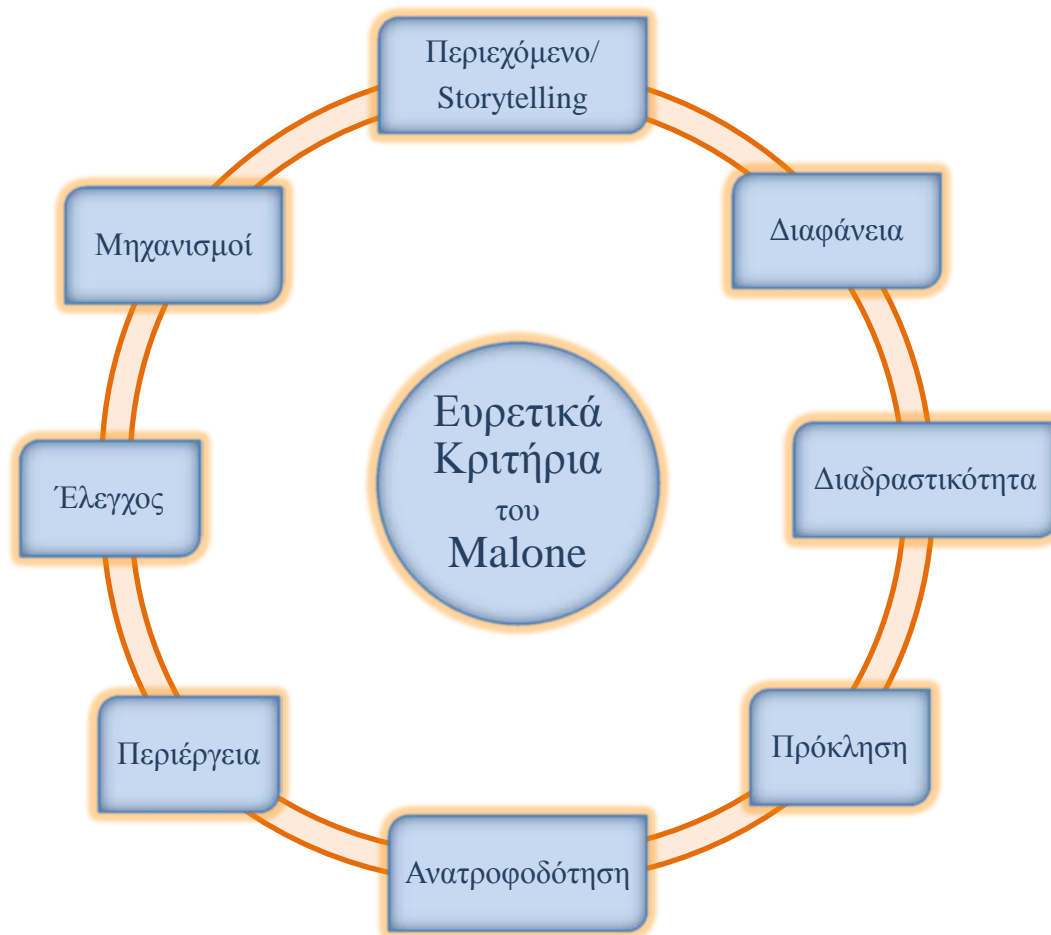 Περιεχόμενο/
Storytelling
Διαφάνεια
Διαδραστικότητα
Πρόκληση
Ανατροφοδότηση
Περιέργεια
Έλεγχος
Μηχανισμοί
Ευρετικά
Κριτήρια
του
Malone